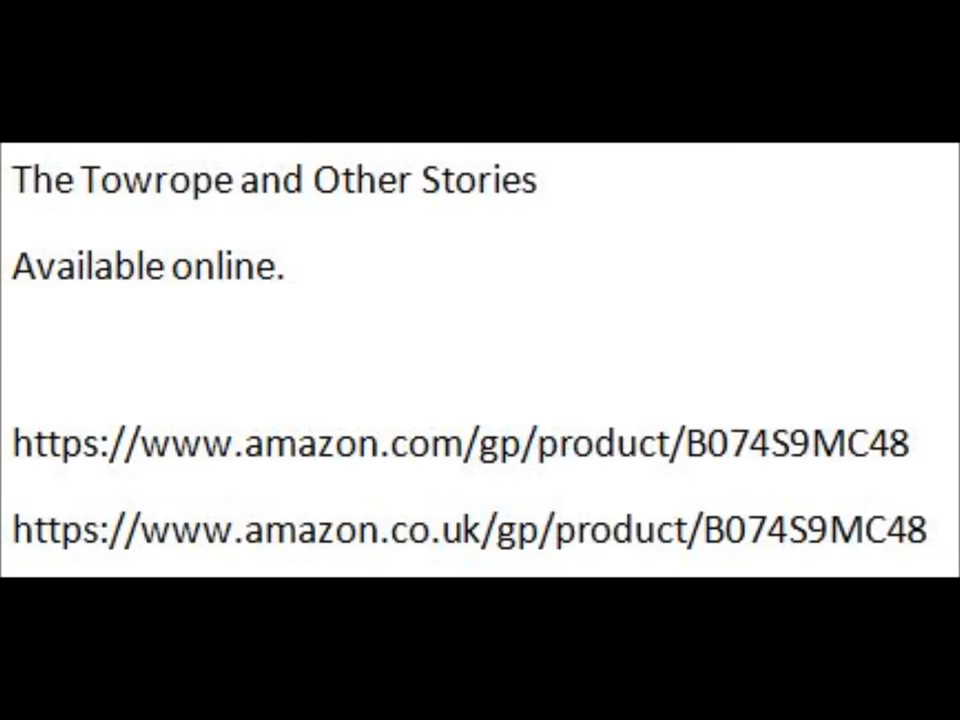 The Towrope and Other Stories
Available online.
https://www.amazon.com/gp/product/B074S9MC48
https://www.amazon.co.uk/gp/product/B074S9MC48